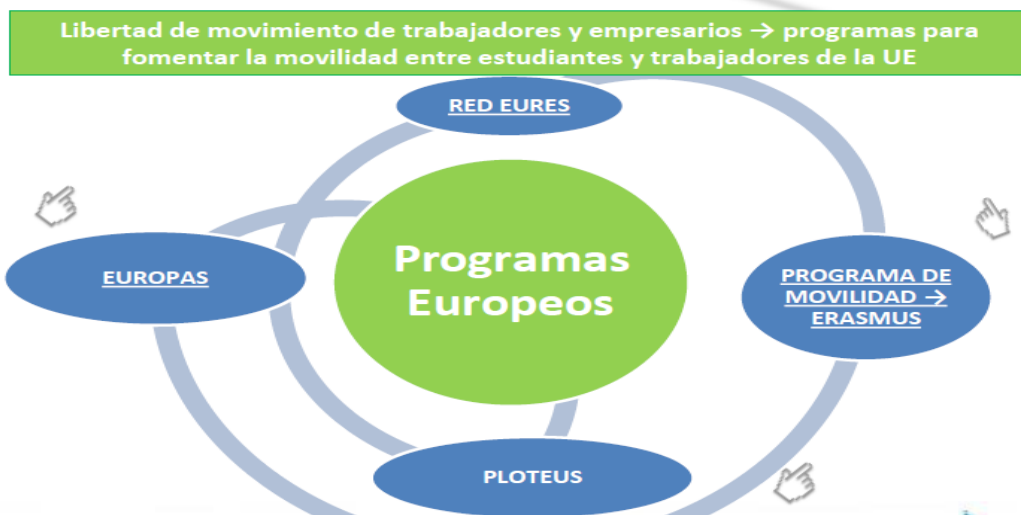 Libertad de movimiento de trabajadores y empresarios → programas para
fomentar la movilidad entre estudiantes y trabajadores de la UE
RED EURES
EUROPAS
Programas
Europeos
PROGRAMA DE
MOVILIDAD →
ERASMUS
PLOTEUS